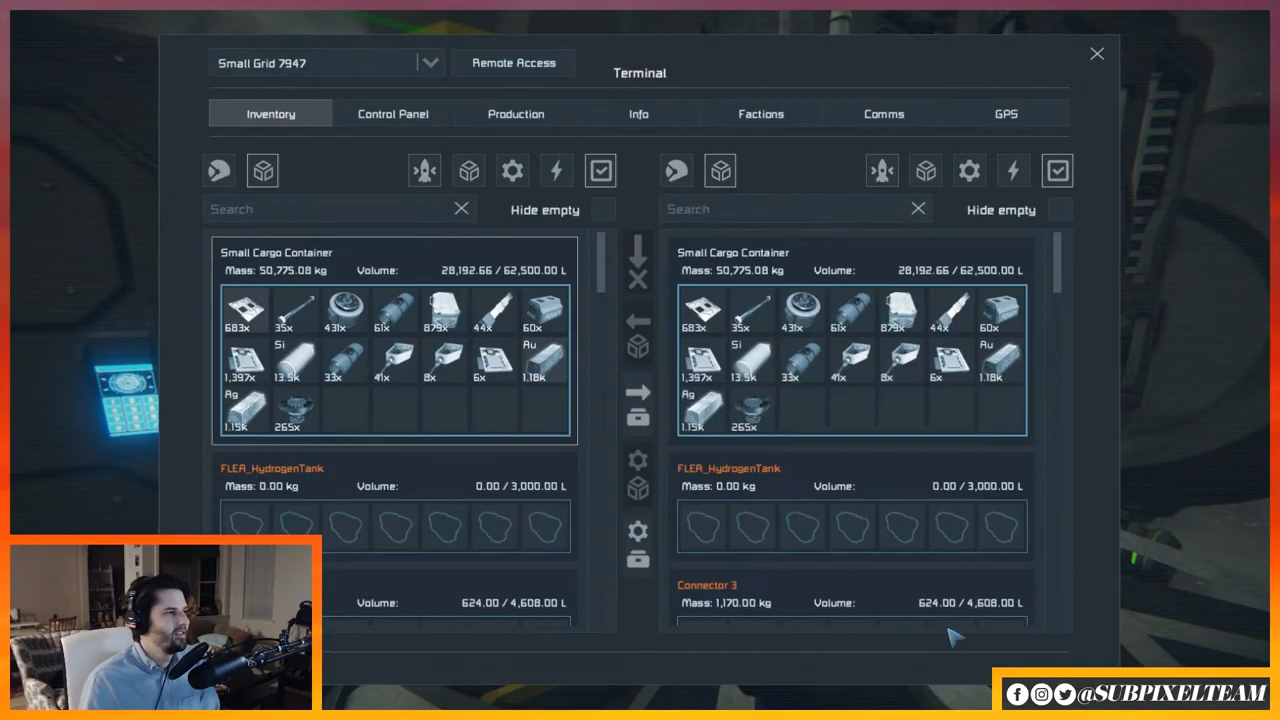 Small Grid 7947
Remote Access
Terminal
Inventory
Control Panel
Production
Info
Factions
Comms
GPS
Search
Hide empty
Search
Hide empty
Small Cargo Container
Mass: 50,775.08 kg Volume: 28,192.66 / 62,500.00 L
683x 35x 431x 61x 879x 44x 60x
Si Au
1,397x 13.5k 33x 41x 8x 6x 1.18k
Ag
1.15k 265x
FLEA_HydrogenTank
Mass: 0.00 kg Volume: 0.00 / 3,000.00 L
Volume: 624.00 / 4,608.00 L
Small Cargo Container
Mass: 50,775.08 kg Volume: 28,192.66 / 62,500.00 L
683x 35x 431x 61x 879x 44x 60x
Si Au
1,397x 13.5k 33x 41x 8x 6x 1.18k
Ag
1.15k 265x
FLEA_HydrogenTank
Mass: 0.00 kg Volume: 0.00 / 3,000.00 L
Connector 3
Mass: 1,170.00 kg Volume: 624.00 / 4,608.00 L
@SUBPIXELTEAM